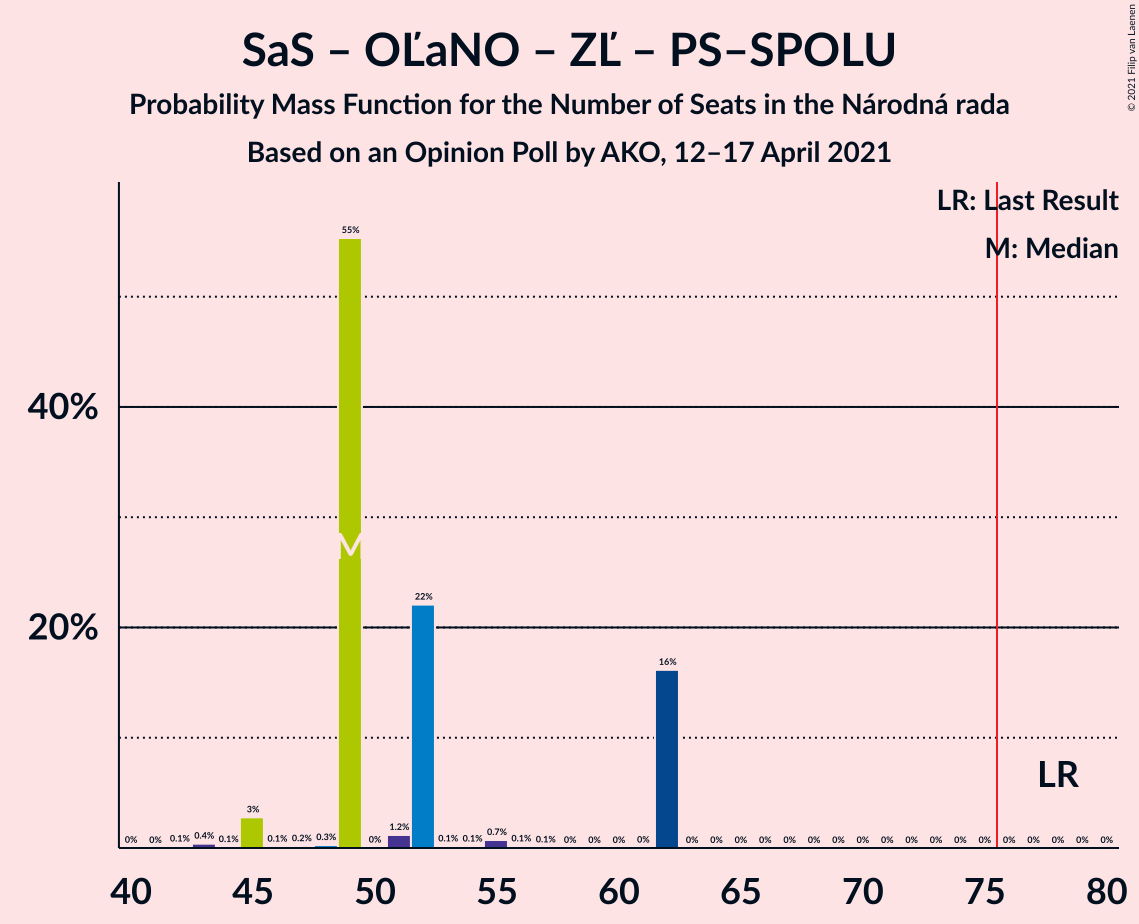 SaS – OĽaNO – ZĽ – PS–SPOLU
Probability Mass Function for the Number of Seats in the Národná rada
Based on an Opinion Poll by AKO, 12–17 April 2021
© 2021 Filip van Laenen
LR: Last Result
M: Median
55%
40%
M
22%
20%
16%
LR
0% 0% 0.1% 0.4% 0.1% 3% 0.1% 0.2% 0.3% 0% 1.2% 0.1% 0.1% 0.7% 0.1% 0.1% 0% 0% 0% 0% 0% 0% 0% 0% 0% 0% 0% 0% 0% 0% 0% 0% 0% 0% 0% 0% 0% 0%
40 45 50 55 60 65 70 75 80